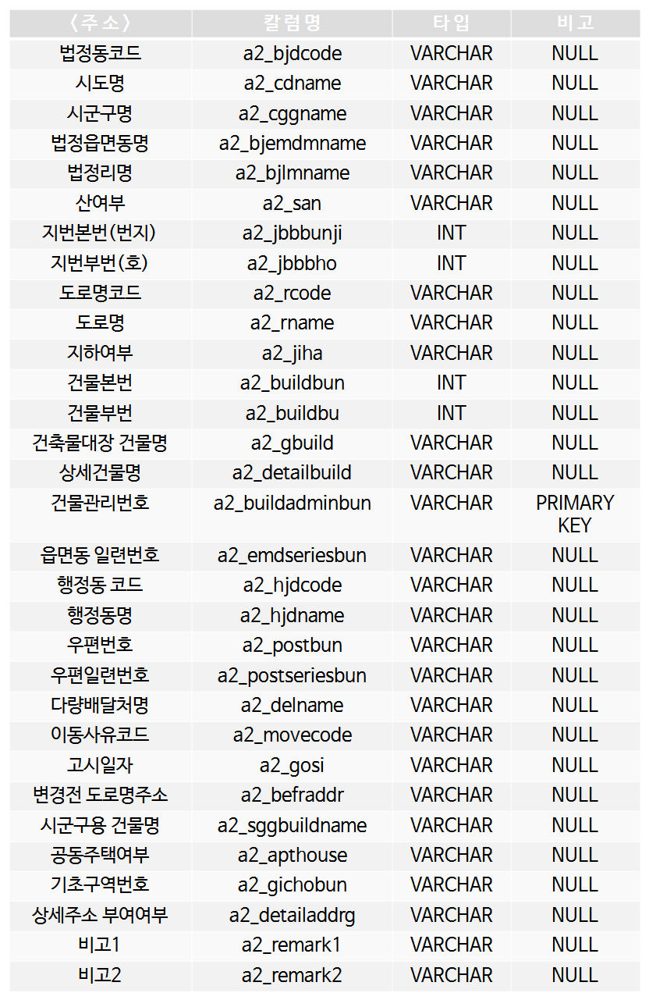 <주소> 칼럼명 타입 비고
법정동코드 a2_bjdcode VARCHAR NULL
시도명 a2_cdname VARCHAR NULL
시군구명 a2_cggname VARCHAR NULL
법정읍면동명 a2_bjemdmname VARCHAR NULL
법정리명 a2_bjlmname VARCHAR NULL
산여부 a2_san VARCHAR NULL
지번본번(번지) a2_jbbbunji INT NULL
지번부번(호) a2_jbbbho INT NULL
도로명코드 a2_rcode VARCHAR NULL
도로명 a2_rname VARCHAR NULL
지하여부 a2_jiha VARCHAR NULL
건물본번 a2_buildbun INT NULL
건물부번 a2_buildbu INT NULL
건축물대장 건물명 a2_gbuild VARCHAR NULL
상세건물명 a2_detailbuild VARCHAR NULL
건물관리번호 a2_buildadminbun VARCHAR PRIMARY
KEY
읍면동 일련번호 a2_emdseriesbun VARCHAR NULL
행정동 코드 a2_hjdcode VARCHAR NULL
행정동명 a2_hjdname VARCHAR NULL
우편번호 a2_postbun VARCHAR NULL
우편일련번호 a2_postseriesbun VARCHAR NULL
다량배달처명 a2_delname VARCHAR NULL
이동사유코드 a2_movecode VARCHAR NULL
고시일자 a2_gosi VARCHAR NULL
변경전 도로명주소 a2_befraddr VARCHAR NULL
시군구용 건물명 a2_sggbuildname VARCHAR NULL
공동주택여부 a2_apthouse VARCHAR NULL
기초구역번호 a2_gichobun VARCHAR NULL
상세주소 부여여부 a2_detailaddrg VARCHAR NULL
비고1 a2_remark1 VARCHAR NULL
비고2 a2_remark2 VARCHAR NULL